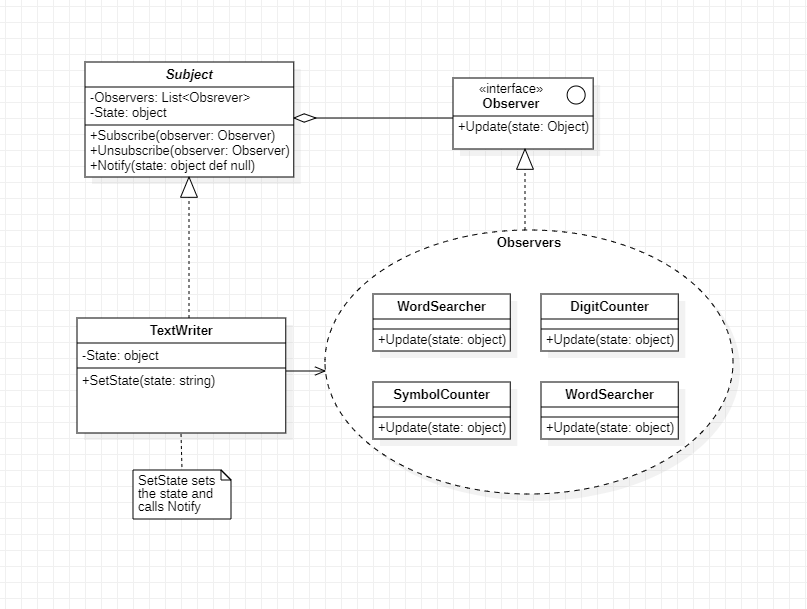 Subject
-Observers: List<Obsrever>
-State: object
+Subscribe(observer: Observer)
+Unsubscribe(observer: Observer)
+Notify(state: object def null)
«interface»
Observer
+Update(state: Object)
Observers
WordSearcher
+Update(state: object)
DigitCounter
+Update(state: object)
SymbolCounter
+Update(state: object)
WordSearcher
+Update(state: object)
TextWriter
-State: object
+SetState(state: string)
SetState sets
the state and
calls Notify